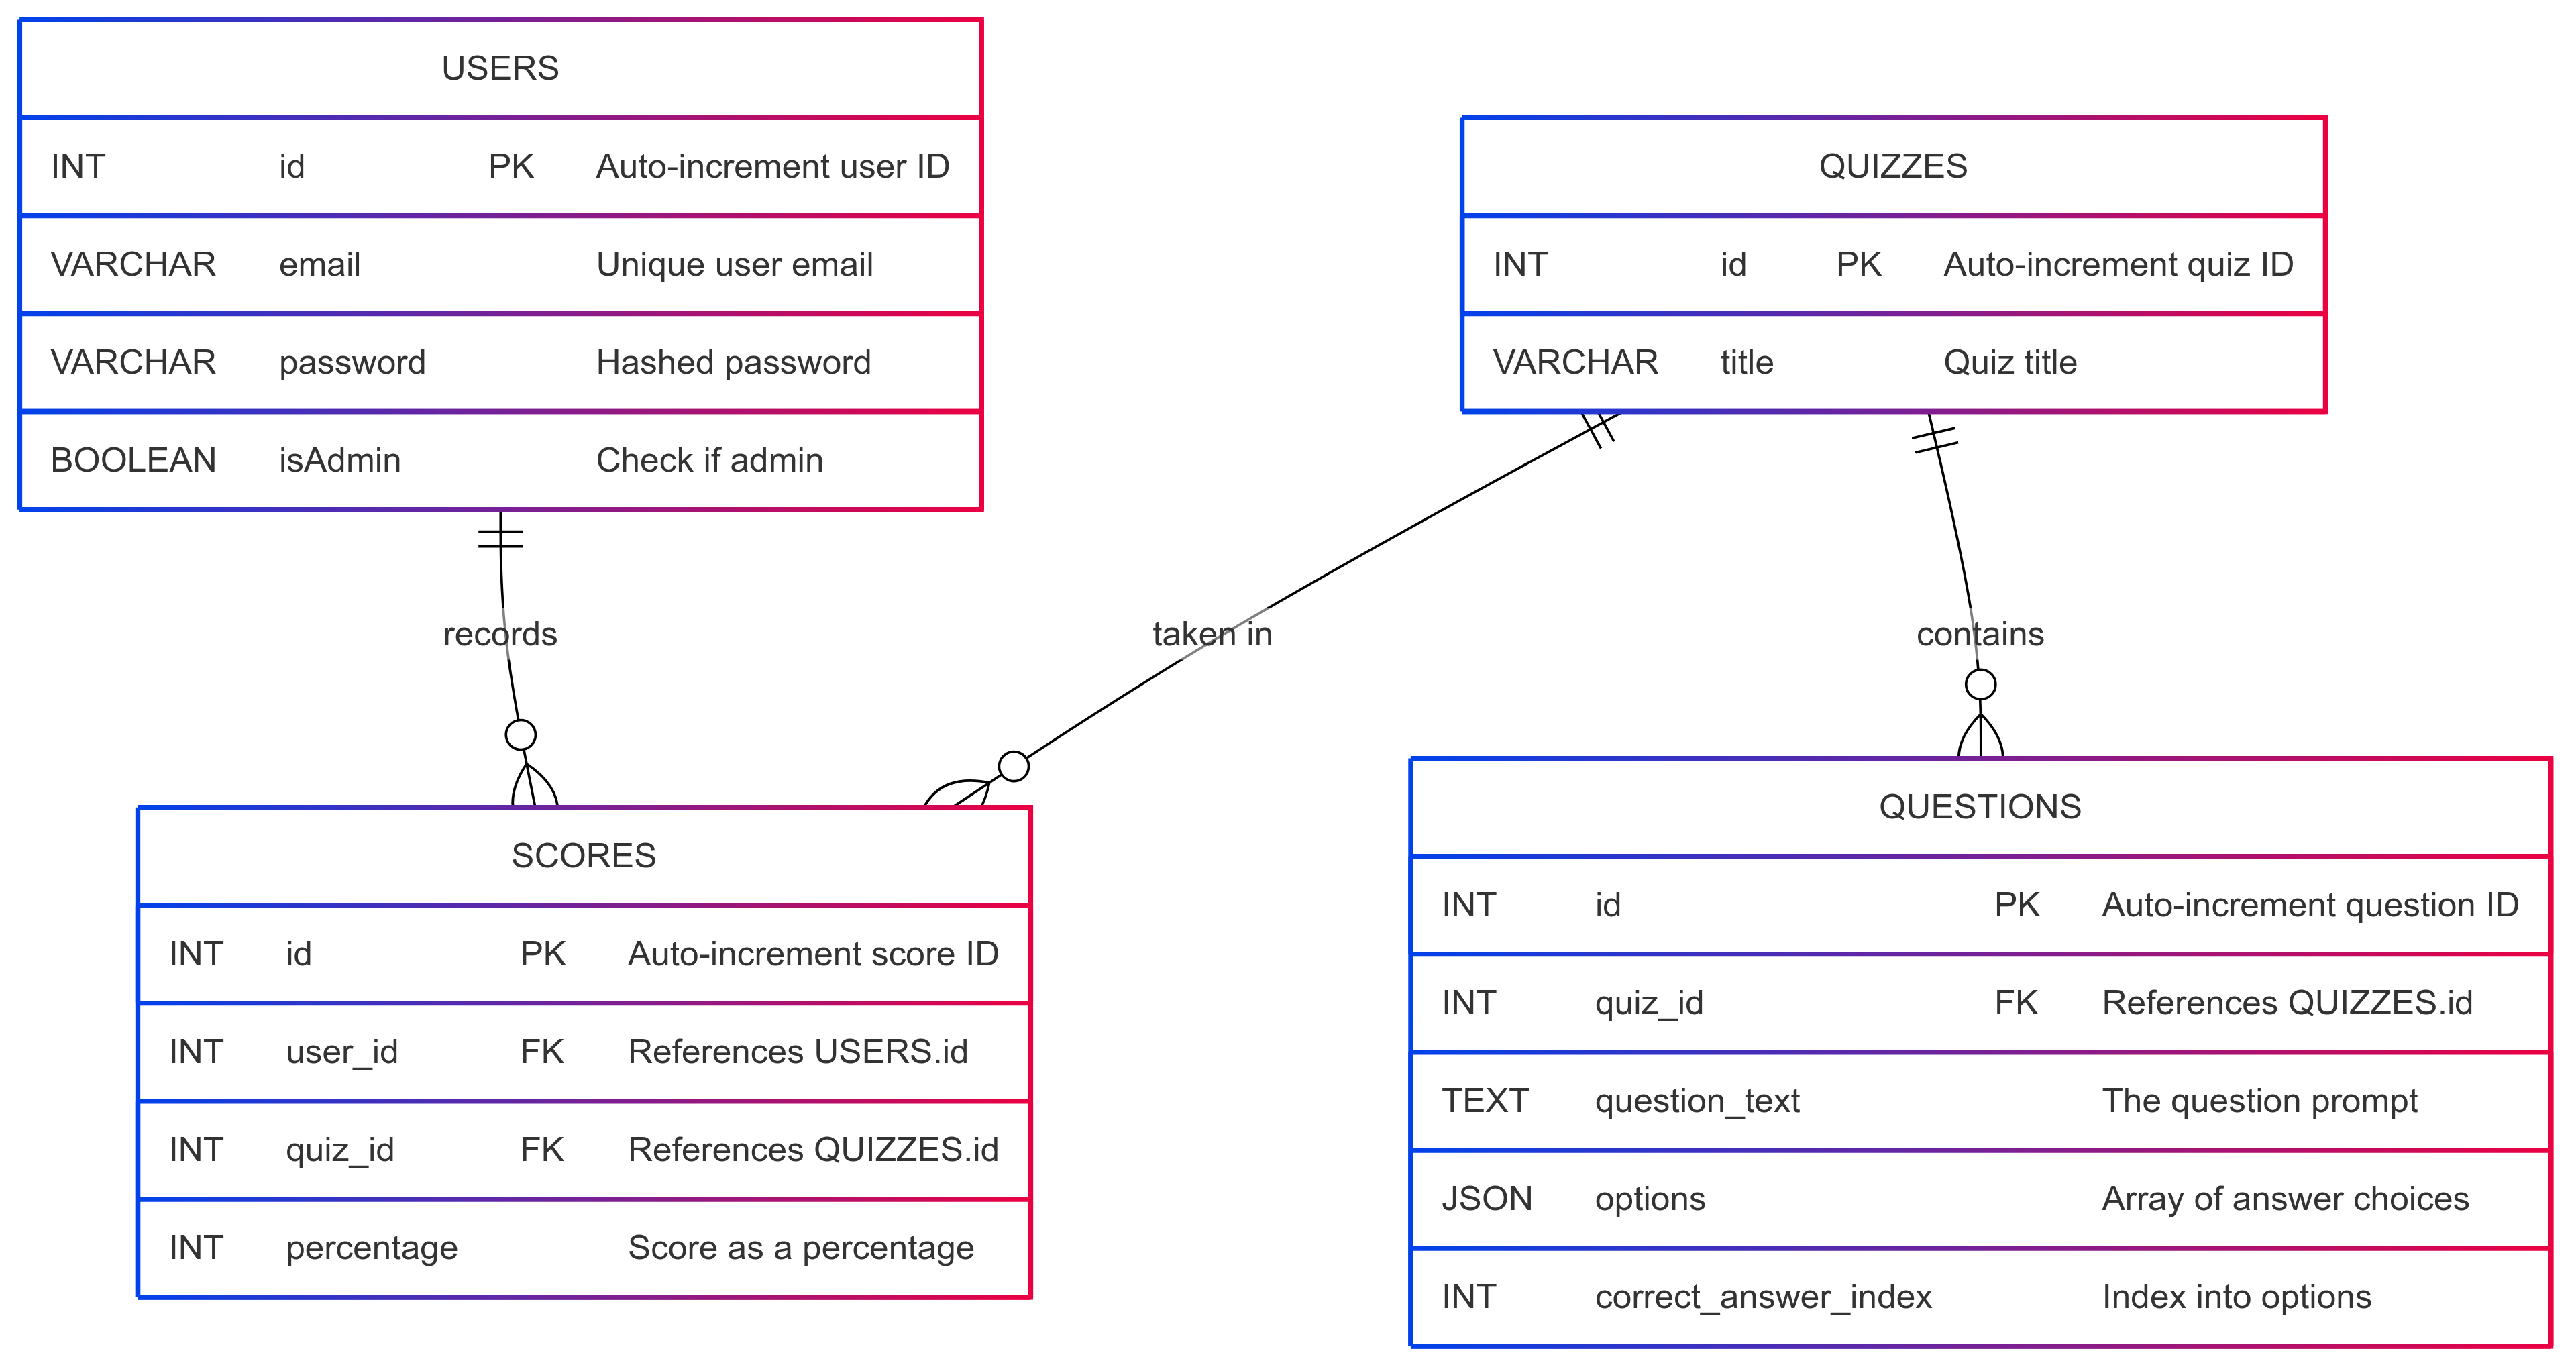 USERS
INT id PK Auto-increment user ID
VARCHAR email Unique user email
VARCHAR password Hashed password
BOOLEAN isAdmin Check if admin
QUIZZES
INT id PK Auto-increment quiz ID
VARCHAR title Quiz title
records
taken in
contains
SCORES
INT id PK Auto-increment score ID
INT user_id FK References USERS.id
INT quiz_id FK References QUIZZES.id
INT percentage Score as a percentage
QUESTIONS
INT id PK Auto-increment question ID
INT quiz_id FK References QUIZZES.id
TEXT question_text The question prompt
JSON options Array of answer choices
INT correct_answer_index Index into options